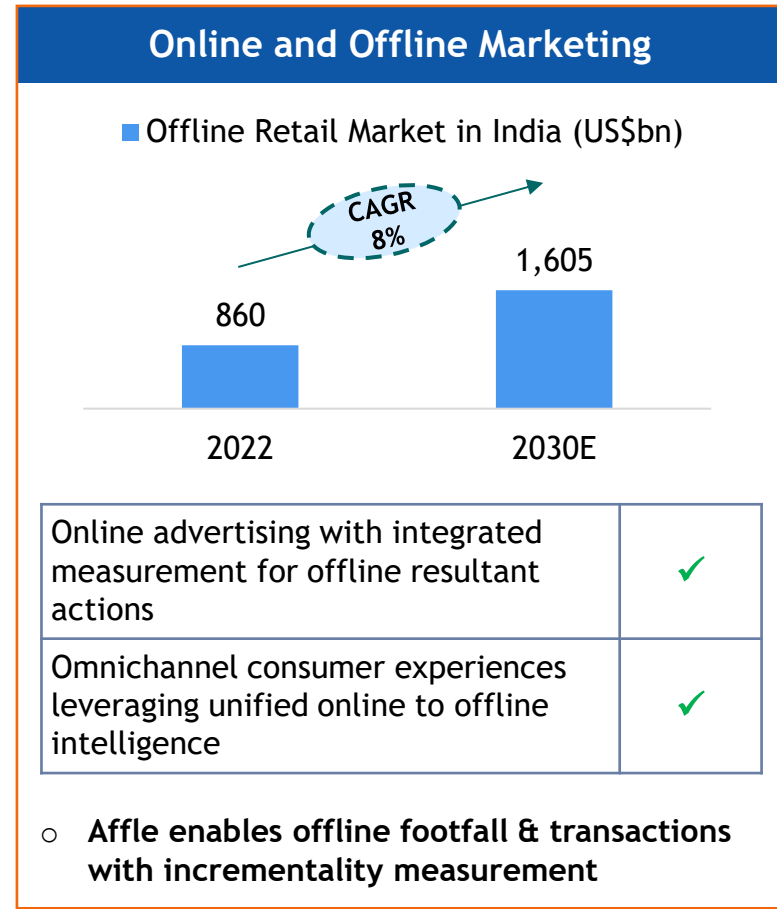 Online and Offline Marketing
Offline Retail Market in India (US$bn)
CAGR
8%
1,605
860
2022
2030E
Online advertising with integrated
measurement for offline resultant
actions
✓
Omnichannel consumer experiences
leveraging unified online to offline
intelligence
✓
o Affle enables offline footfall & transactions
with incrementality measurement